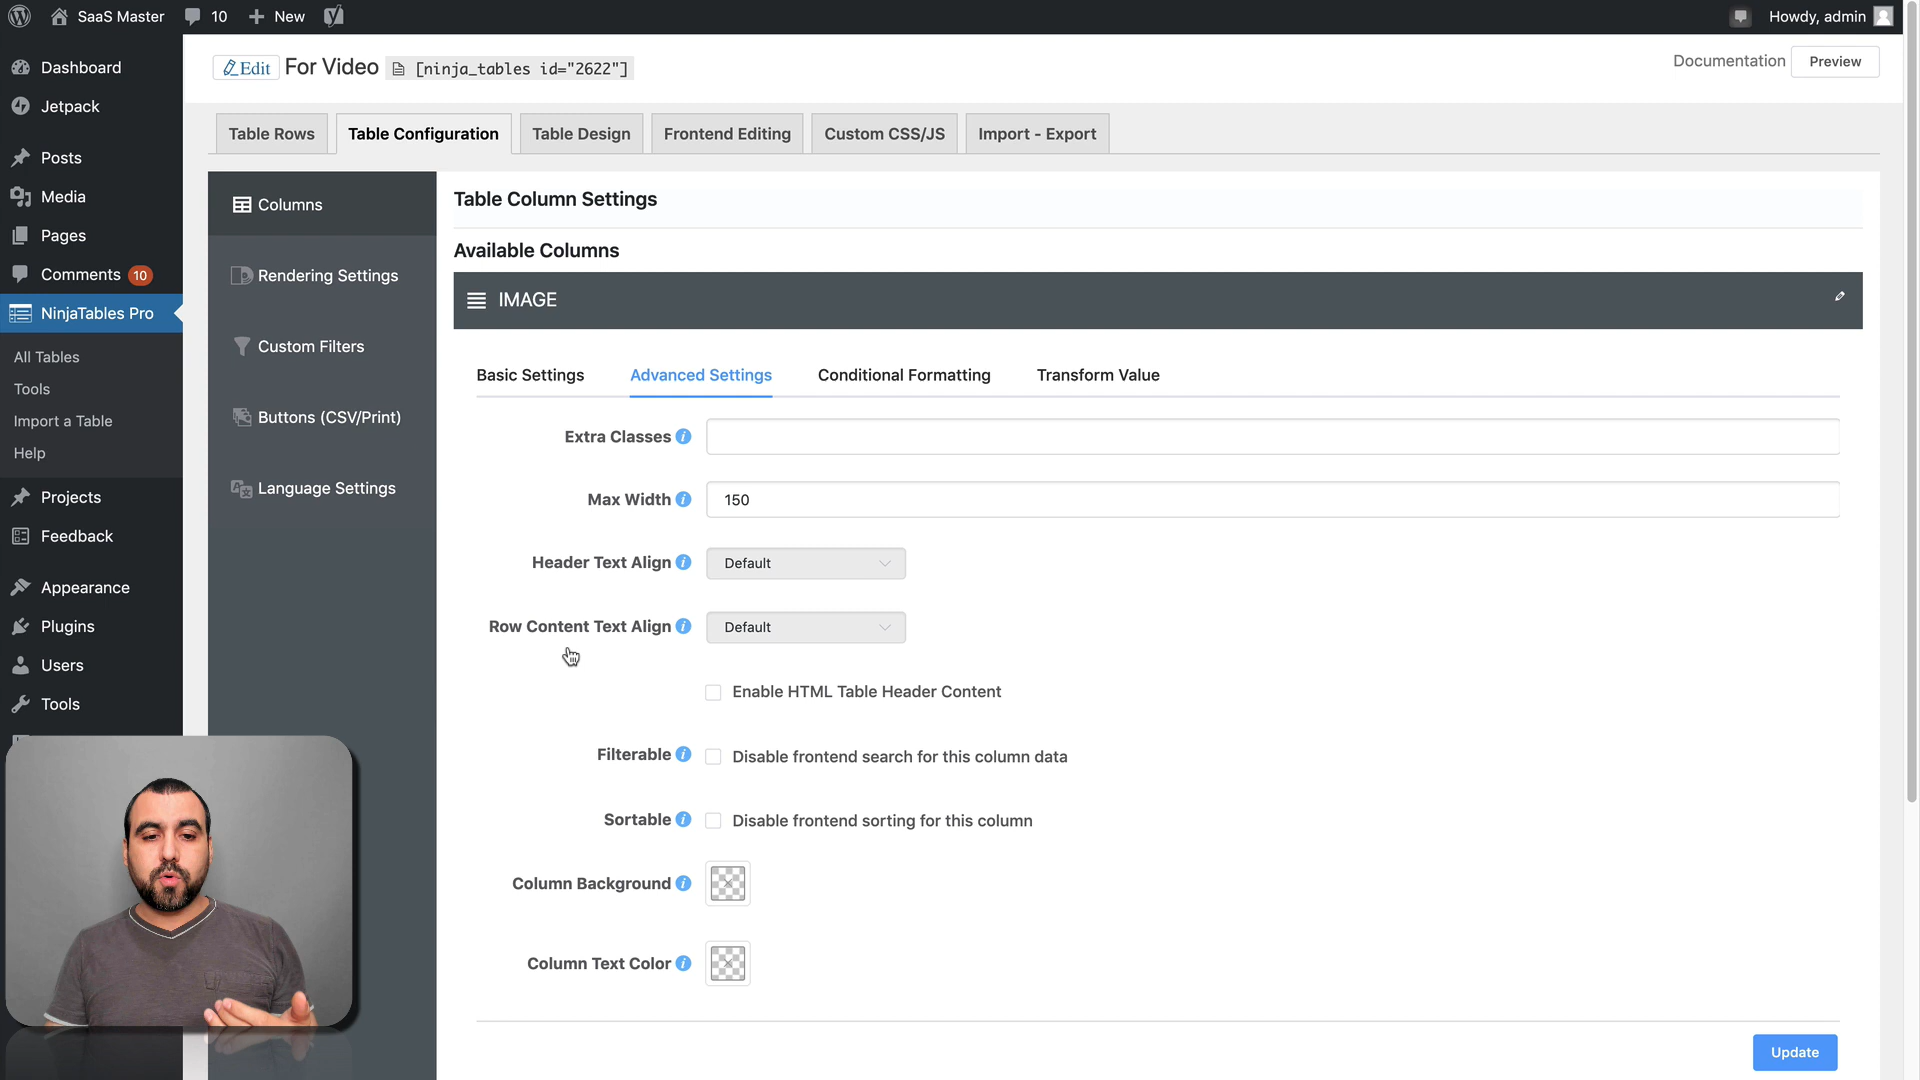 SaaS Master
10
New
Howdy, admin
Dashboard
Jetpack
Posts
Media
Pages
Comments 10
NinjaTables Pro
All Tables
Tools
Import a Table
Help
Projects
Feedback
Appearance
Plugins
Users
Tools
Edit For Video [ninja_tables id="2622"]
Documentation
Preview
Table Rows
Table Configuration
Table Design
Frontend Editing
Custom CSS/JS
Import - Export
Columns
Rendering Settings
Custom Filters
Buttons (CSV/Print)
Language Settings
Table Column Settings
Available Columns
IMAGE
Basic Settings
Advanced Settings
Conditional Formatting
Transform Value
Extra Classes
Max Width 150
Header Text Align Default
Row Content Text Align Default
Enable HTML Table Header Content
Filterable Disable frontend search for this column data
Sortable Disable frontend sorting for this column
Column Background
Column Text Color
Update